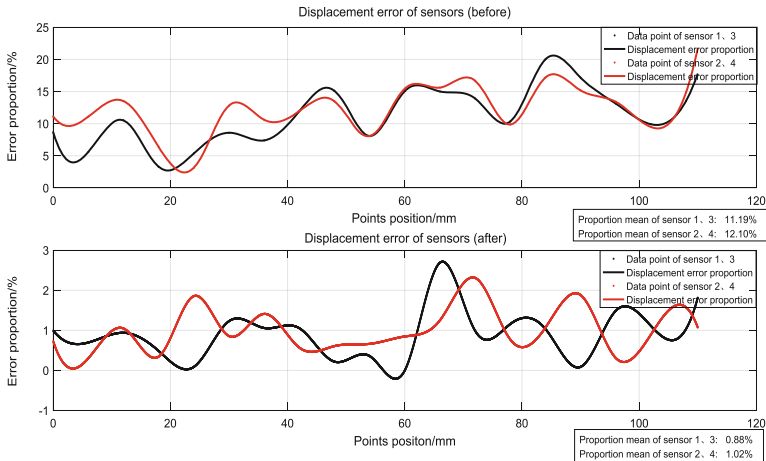 Displacement error of sensors (before)
25
20
15
10
5
0
Error proportion/%
Data point of sensor 1、3
Displacement error proportion
Data point of sensor 2、4
Displacement error proportion
0 20 40 60 80 100 120
Points position/mm
Proportion mean of sensor 1、3: 11.19%
Proportion mean of sensor 2、4: 12.10%
Displacement error of sensors (after)
3
2
1
0
-1
Error proportion/%
Data point of sensor 1、3
Displacement error proportion
Data point of sensor 2、4
Displacement error proportion
0 20 40 60 80 100 120
Points positon/mm
Proportion mean of sensor 1、3: 0.88%
Proportion mean of sensor 2、4: 1.02%